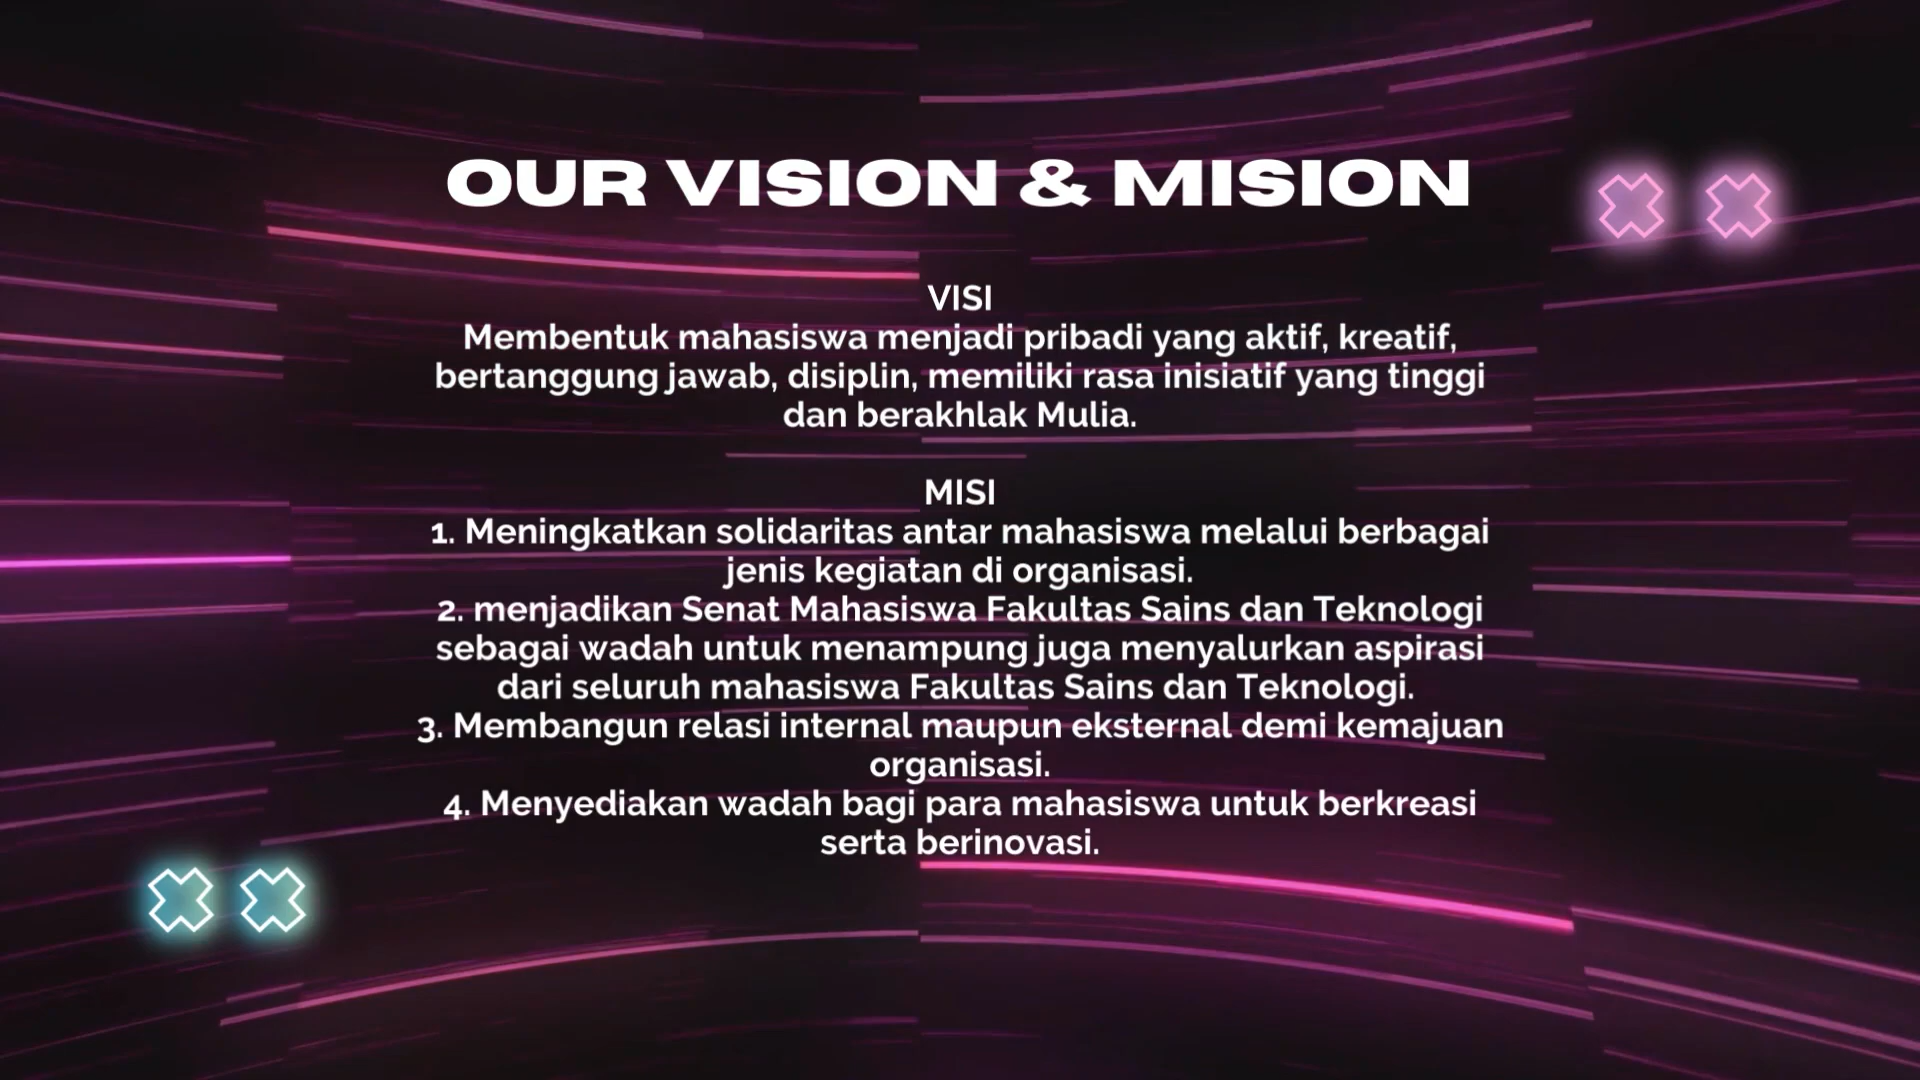 OUR VISION & MISION
VISI
Membentuk mahasiswa menjadi pribadi yang aktif, kreatif,
bertanggung jawab, disiplin, memiliki rasa inisiatif yang tinggi
dan berakhlak Mulia.
MISI
1. Meningkatkan solidaritas antar mahasiswa melalui berbagai
jenis kegiatan di organisasi.
2. menjadikan Senat Mahasiswa Fakultas Sains dan Teknologi
sebagai wadah untuk menampung juga menyalurkan aspirasi
dari seluruh mahasiswa Fakultas Sains dan Teknologi.
3. Membangun relasi internal maupun eksternal demi kemajuan
organisasi.
4. Menyediakan wadah bagi para mahasiswa untuk berkreasi
serta berinovasi.